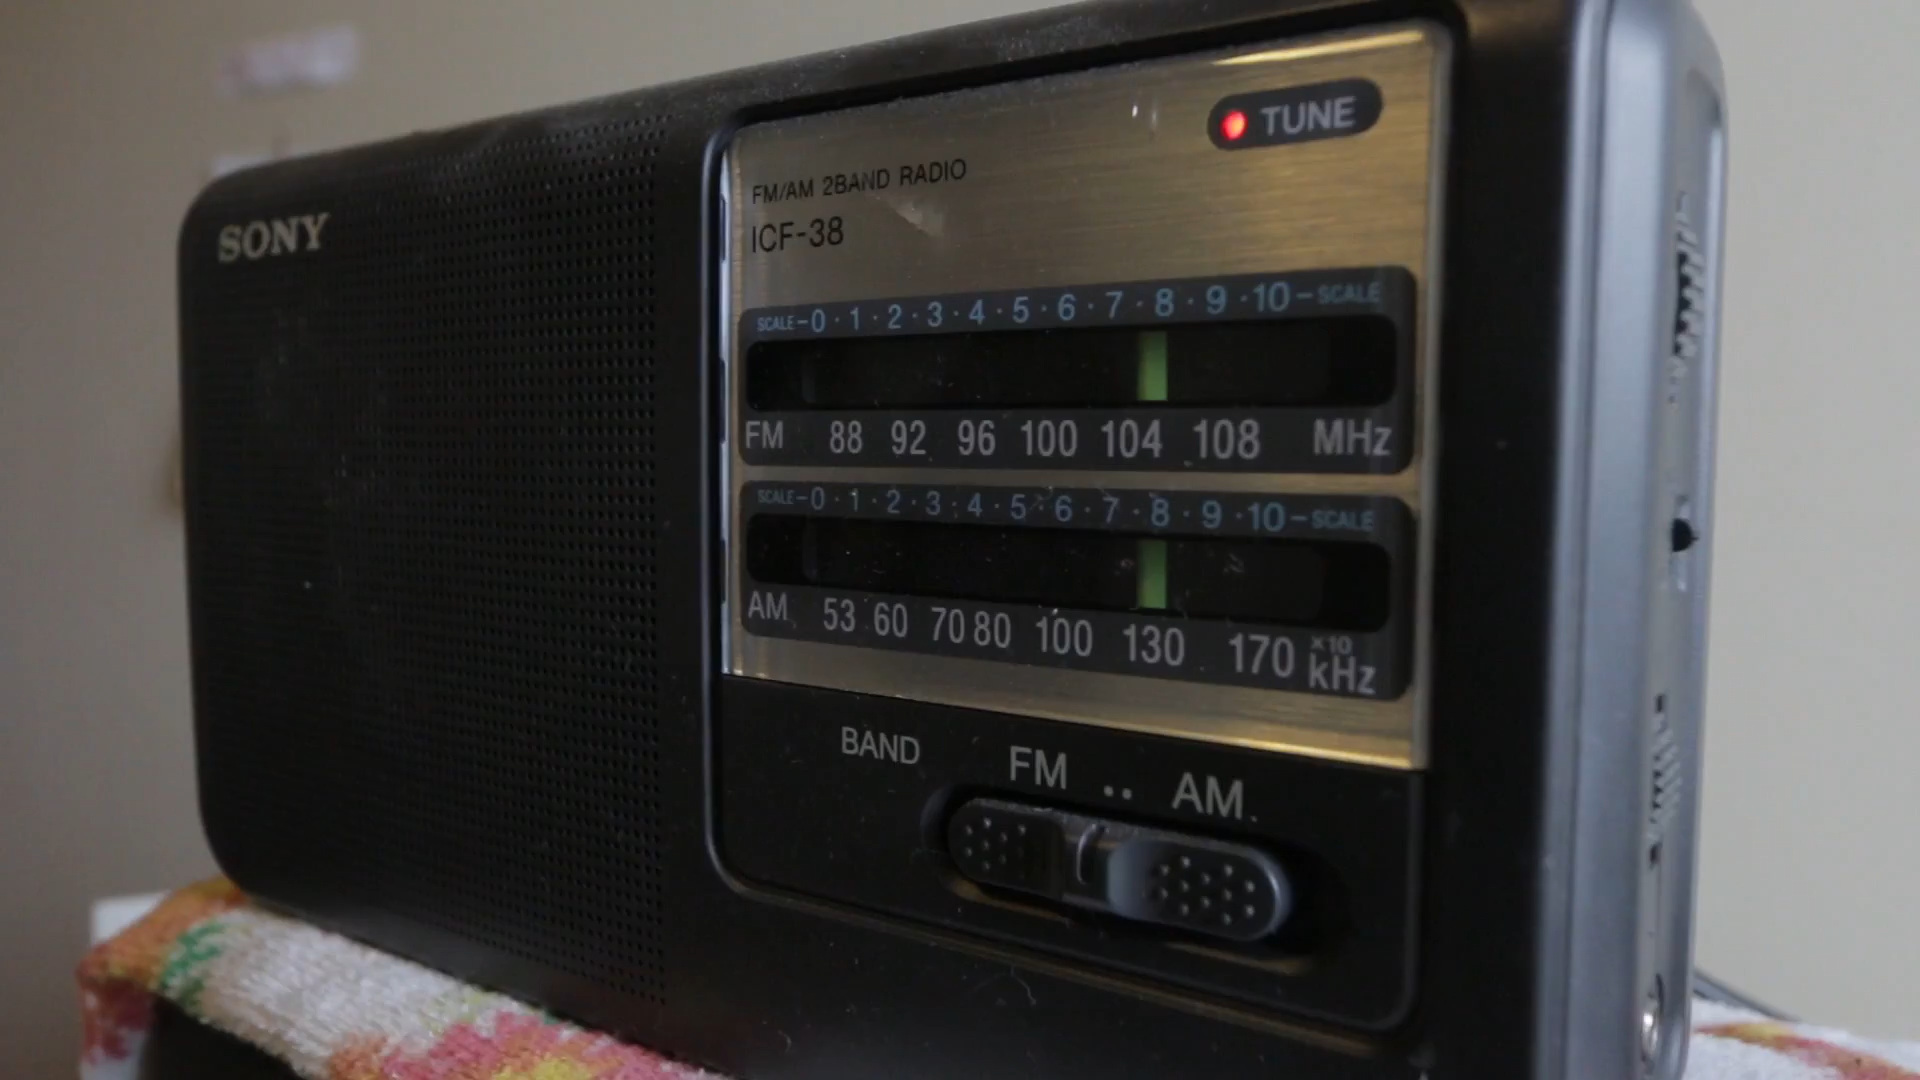 SONY
TUNE
FM/AM 2BAND RADIO
ICF-38
SCALE-0·1·2·3·4·5·6·7·8·9·10-SCALE
FM 88 92 96 100 104 108 MHz
SCALE-0·1·2·3·4·5·6·7·8·9·10-SCALE
AM 53 60 70 80 100 130 170 x10 kHz
BAND FM AM